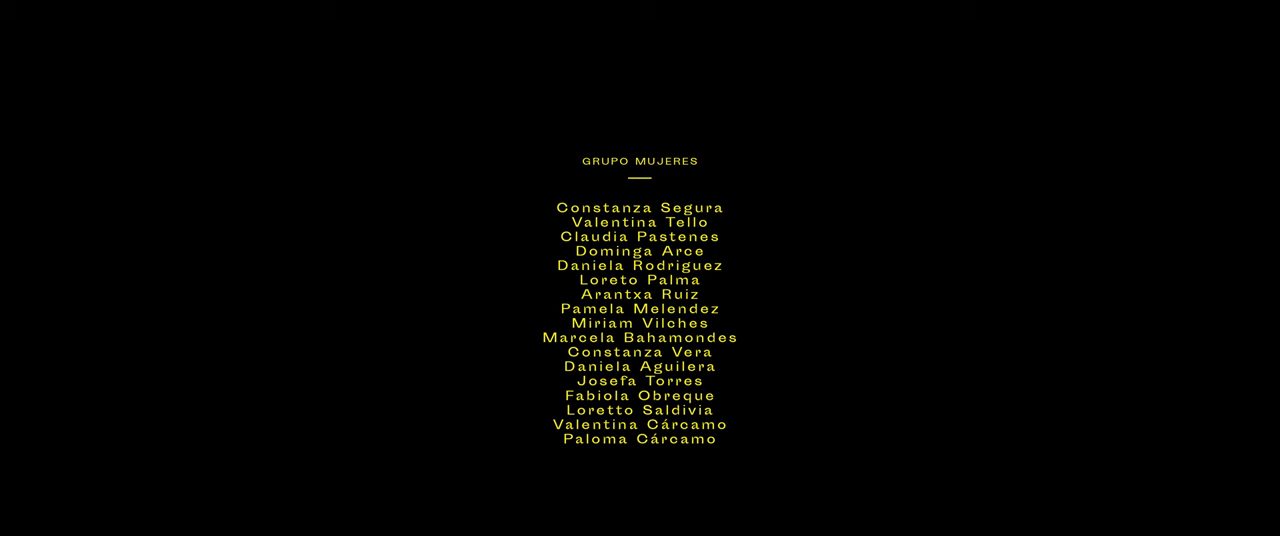 GRUPO MUJERES
Constanza Segura
Valentina Tello
Claudia Pastenes
Dominga Arce
Daniela Rodriguez
Loreto Palma
Arantxa Ruiz
Pamela Melendez
Miriam Vilches
Marcela Bahamondes
Constanza Vera
Daniela Aguilera
Josefa Torres
Fabiola Obreque
Loretto Saldivia
Valentina Cárcamo
Paloma Cárcamo